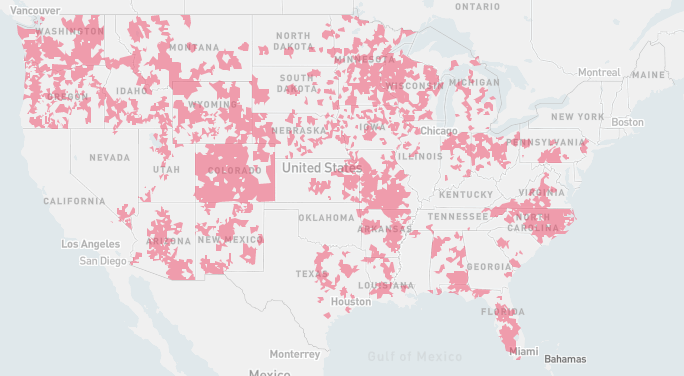 Vancouver
ONTARIO
WASHINGTON
MONTANA
NORTH
DAKOTA
MINNESOTA
Montreal
MAINE
OREGON
IDAHO
SOUTH
DAKOTA
WISCONSIN
MICHIGAN
WYOMING
NEW YORK
Boston
NEBRASKA
IOWA
Chicago
PENNSYLVANIA
NEVADA
UTAH
COLORADO
United States
ILLINOIS
KENTUCKY
VIRGINIA
CALIFORNIA
OKLAHOMA
TENNESSEE
NORTH
CAROLINA
Los Angeles
ARIZONA
NEW MEXICO
ARKANSAS
San Diego
TEXAS
GEORGIA
LOUISIANA
Houston
FLORIDA
Monterrey
Gulf of Mexico
Miami
Bahamas
Mexico